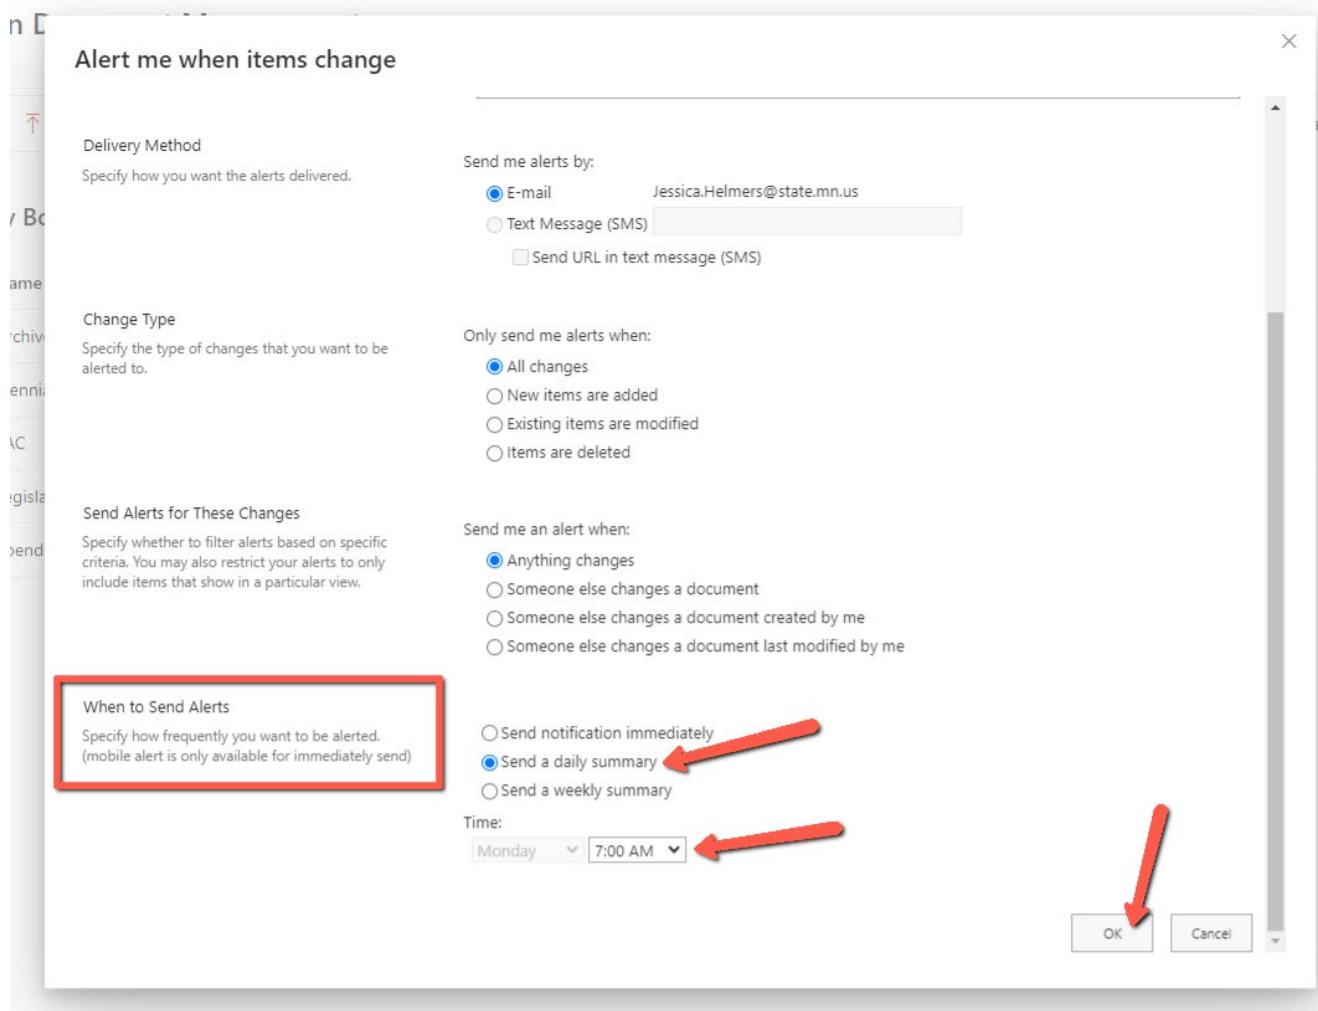 Alert me when items change
Delivery Method
Specify how you want the alerts delivered.
Send me alerts by:
E-mail Jessica.Helmers@state.mn.us
Text Message (SMS)
Send URL in text message (SMS)
Change Type
Specify the type of changes that you want to be
alerted to.
Only send me alerts when:
All changes
New items are added
Existing items are modified
Items are deleted
Send Alerts for These Changes
Specify whether to filter alerts based on specific
criteria. You may also restrict your alerts to only
include items that show in a particular view.
Send me an alert when:
Anything changes
Someone else changes a document
Someone else changes a document created by me
Someone else changes a document last modified by me
When to Send Alerts
Specify how frequently you want to be alerted.
(mobile alert is only available for immediately send)
Send notification immediately
Send a daily summary
Send a weekly summary
Time:
Monday 7:00 AM
OK Cancel